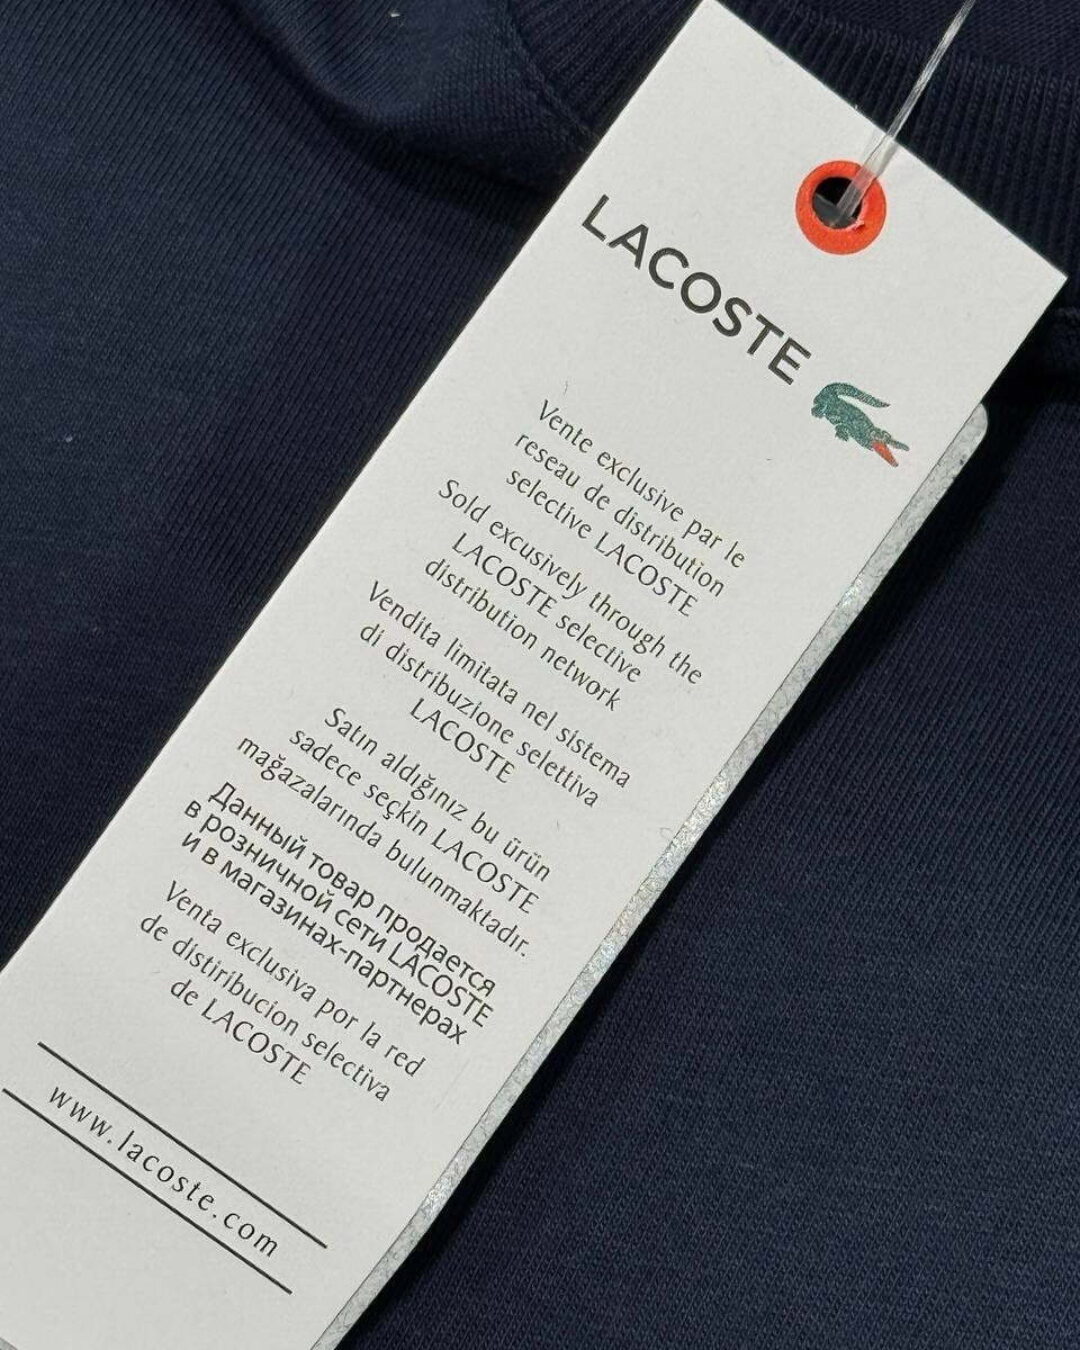 LACOSTE
Vente exclusive par le
reseau de distribution
selective LACOSTE
Sold excusively through the
LACOSTE selective
distribution network
Vendita limitata nel sistema
di distribuzione selettiva
LACOSTE
Satın aldığınız bu ürün
sadece seçkin LACOSTE
mağazalarında bulunmaktadır.
Данный товар продается
в розничной сети LACOSTE
и в магазинах-партнерах
Venta exclusiva por la red
de distiribucion selectiva
de LACOSTE
www.lacoste.com